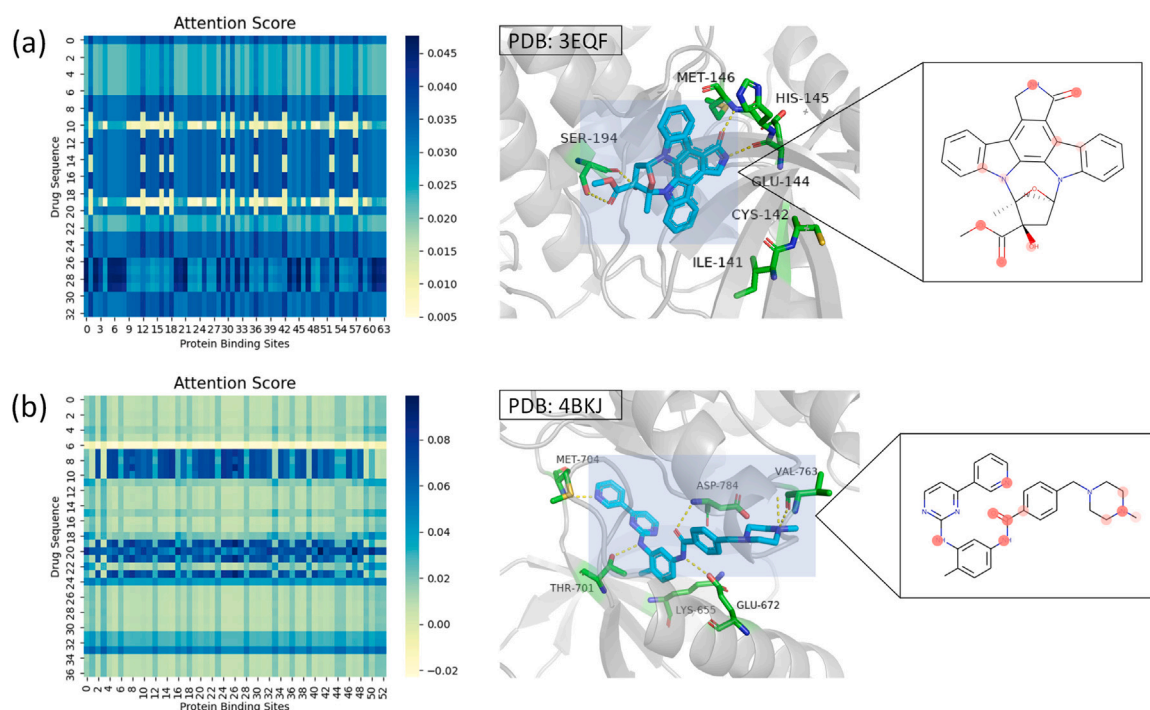 (a)
Attention Score
Drug Sequence
0
2
4
6
8
10
12
14
16
18
20
22
24
26
28
30
32
0 3 6 9 12 15 18 21 24 27 30 33 36 39 42 45 48 51 54 57 60 63
Protein Binding Sites
0.045
0.040
0.035
0.030
0.025
0.020
0.015
0.010
0.005
PDB: 3EQF
MET-146
HIS-145
SER-194
GLU-144
CYS-142
ILE-141
(b)
Attention Score
Drug Sequence
0
2
4
6
8
10
12
14
16
18
20
22
24
26
28
30
32
34
36
0 2 4 6 8 10 12 14 16 18 20 22 24 26 28 30 32 34 36 38 40 42 44 46 48 50 52
Protein Binding Sites
0.08
0.06
0.04
0.02
0.00
−0.02
PDB: 4BKJ
MET-704
ASP-784
VAL-763
THR-701
LYS-655
GLU-672